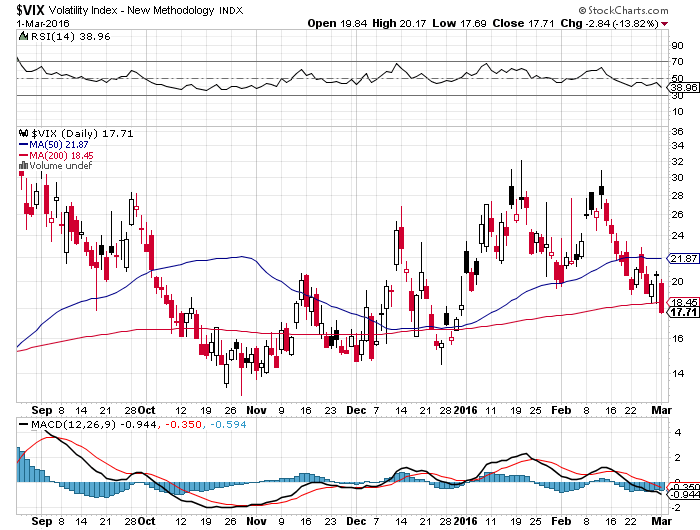 $VIX Volatility Index - New Methodology INDX
© StockCharts.com
1-Mar-2016
Open 19.84 High 20.17 Low 17.69 Close 17.71 Chg -2.84 (-13.82%)
RSI(14) 38.96
90
70
50
38.96
30
10
$VIX (Daily) 17.71
MA(50) 21.87
MA(200) 18.45
Volume undef
36
34
32
30
28
26
24
22
21.87
20
18.45
17.71
16
14
Sep 8 14 21 28 Oct 12 19 26 Nov 9 16 23 Dec 7 14 21 28 2016 11 19 25 Feb 8 16 22 Mar
MACD(12,26,9) -0.944, -0.350, -0.594
4
2
0
-0.350
-0.944
-2
Sep 8 14 21 28 Oct 12 19 26 Nov 9 16 23 Dec 7 14 21 28 2016 11 19 25 Feb 8 16 22 Mar